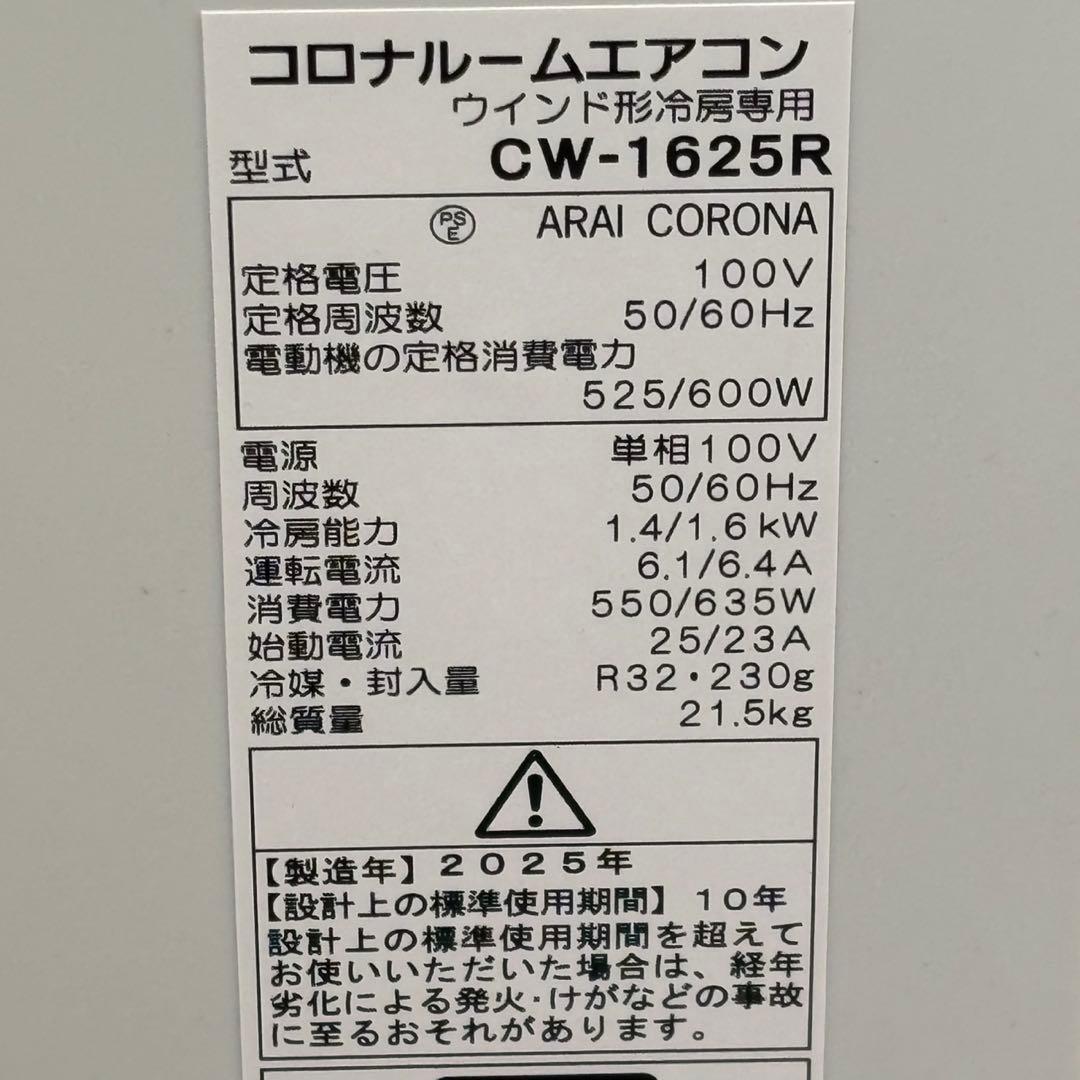 コロナルームエアコン
ウインド形冷房専用
型式 CW-1625R
PSE ARAI CORONA
定格電圧 100V
定格周波数 50/60Hz
電動機の定格消費電力
525/600W
電源 単相100V
周波数 50/60Hz
冷房能力 1.4/1.6kW
運転電流 6.1/6.4A
消費電力 550/635W
始動電流 25/23A
冷媒・封入量 R32・230g
総質量 21.5kg
【製造年】2025年
【設計上の標準使用期間】10年
設計上の標準使用期間を超えて
お使いいただいた場合は、経年
劣化による発火・けがなどの事故
に至るおそれがあります。